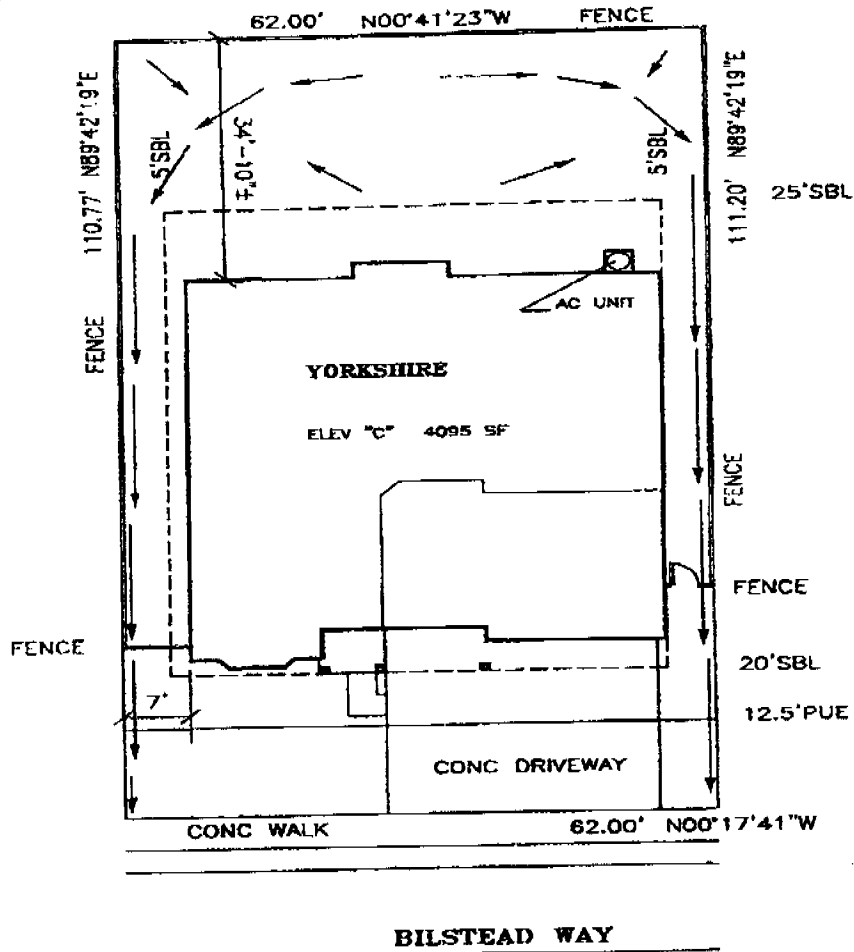 62.00' N00°41'23"W FENCE
110.77' N89°42'19"E
5'SBL
34'-10"±
5'SBL
111.20' N89°42'19"E
25'SBL
AC UNIT
FENCE
YORKSHIRE
ELEV "C" 4095 SF
FENCE
FENCE
FENCE
20'SBL
7'
12.5'PUE
CONC DRIVEWAY
CONC WALK
62.00' N00°17'41"W
BILSTEAD WAY